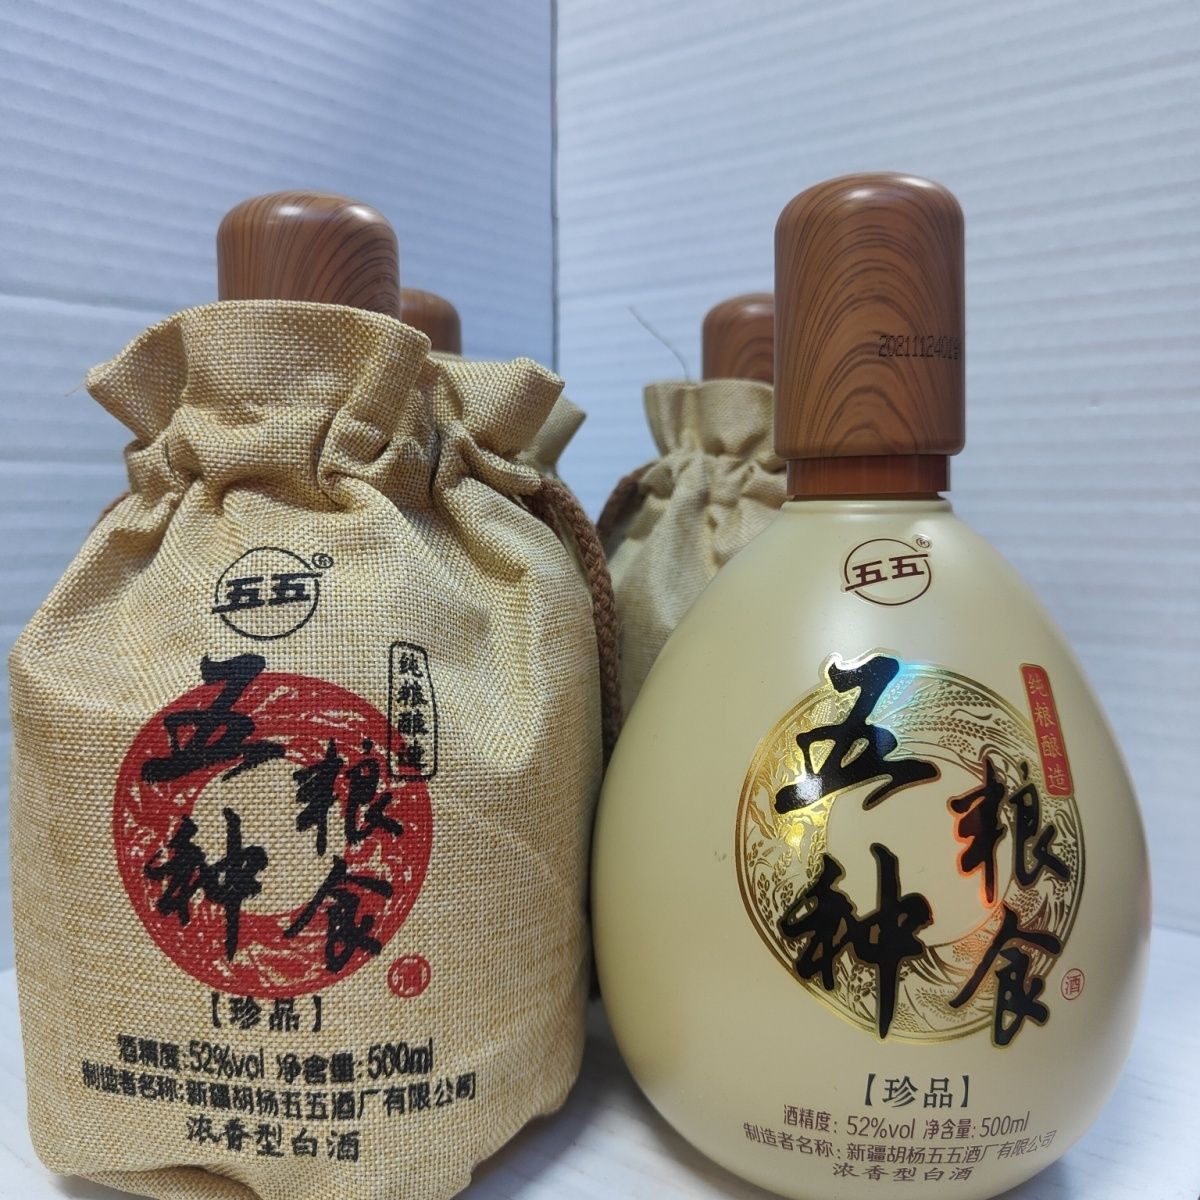 五五®
五种
粮食
纯粮酿造
酒
【珍品】
酒精度:52%vol 净含量:500ml
制造者名称:新疆胡杨五五酒厂有限公司
浓香型白酒
五五®
五种
粮食
纯粮酿造
酒
【珍品】
酒精度: 52%vol 净含量:500ml
制造者名称: 新疆胡杨五五酒厂有限公司
浓香型白酒